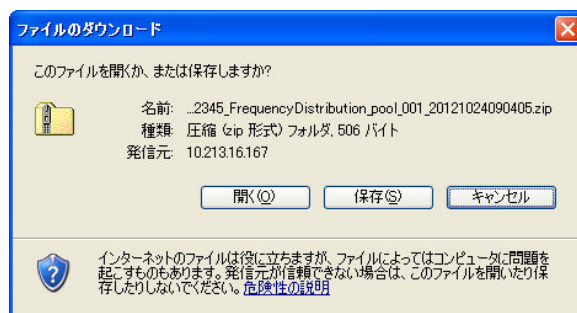 ファイルのダウンロード
このファイルを開くか、または保存しますか?
名前: ...2345_FrequencyDistribution_pool_001_20121024090405.zip
種類: 圧縮 (zip 形式) フォルダ, 506 バイト
発信元: 10.213.16.167
開く(O) 保存(S) キャンセル
インターネットのファイルは役に立ちますが、ファイルによってはコンピュータに問題を
起こすものもあります。発信元が信頼できない場合は、このファイルを開いたり保
存したりしないでください。危険性の説明